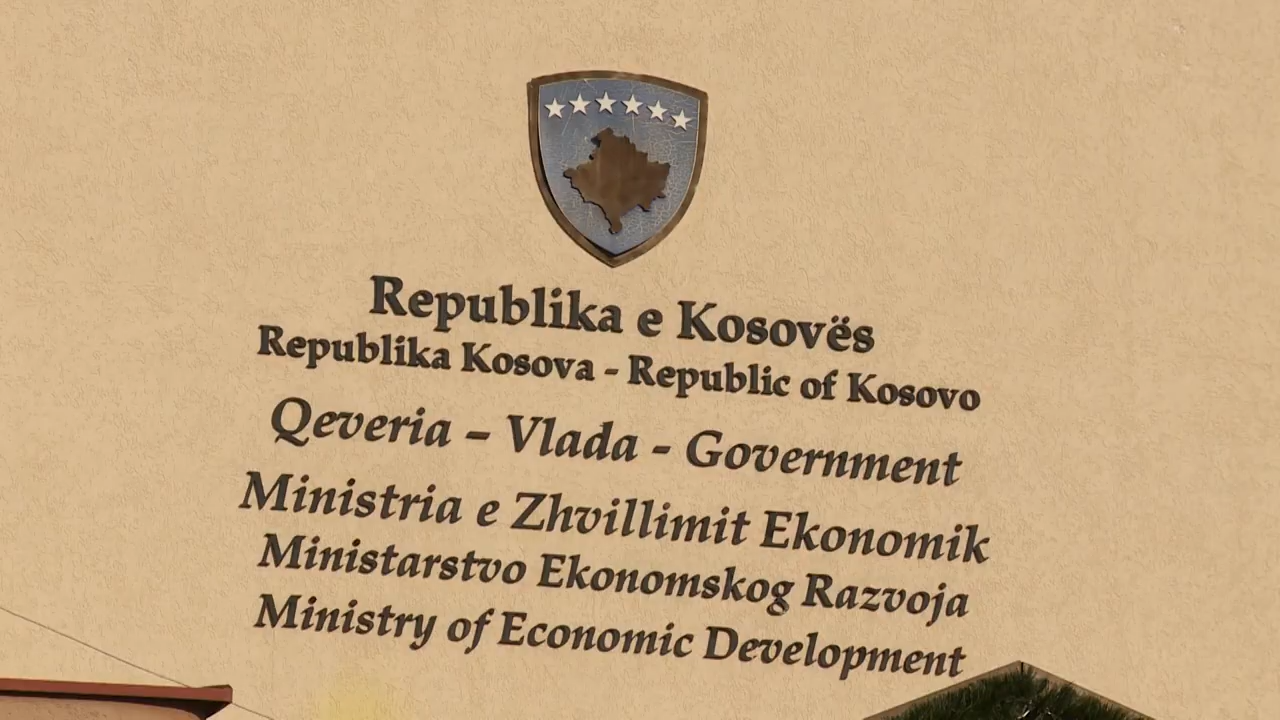 Republika e Kosovës
Republika Kosova - Republic of Kosovo
Qeveria – Vlada - Government
Ministria e Zhvillimit Ekonomik
Ministarstvo Ekonomskog Razvoja
Ministry of Economic Development